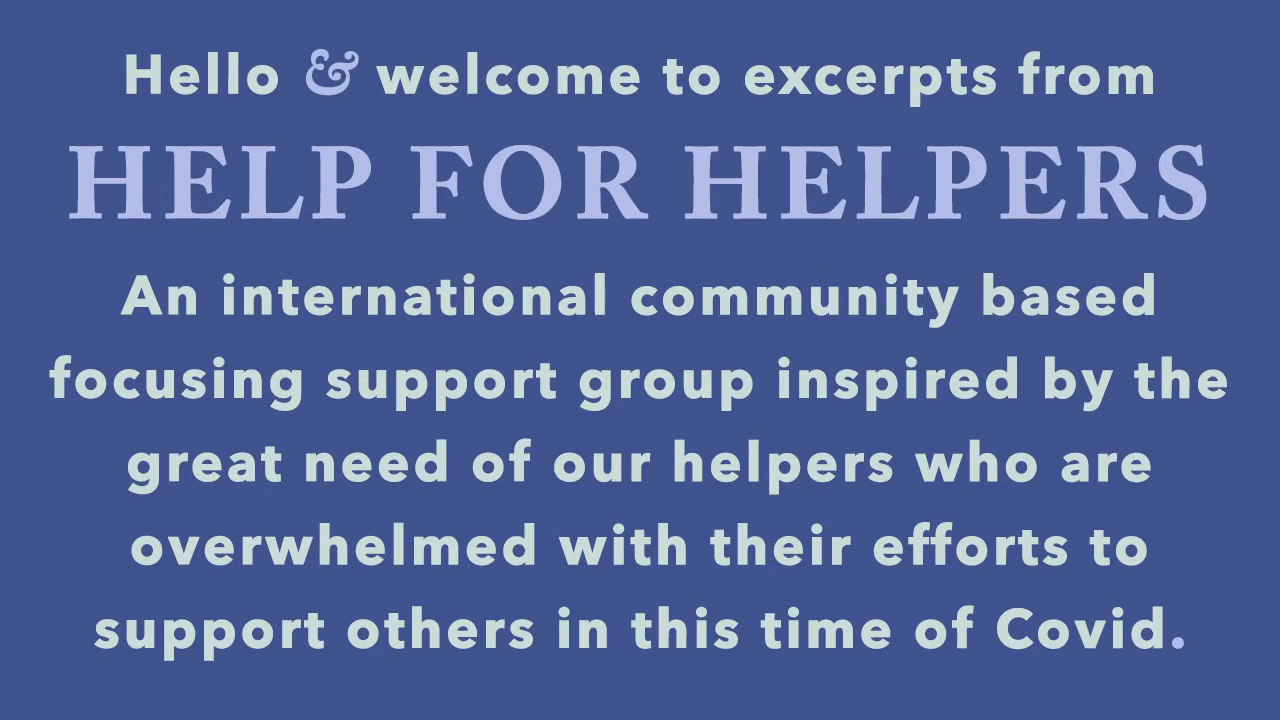 Hello & welcome to excerpts from
HELP FOR HELPERS
An international community based
focusing support group inspired by the
great need of our helpers who are
overwhelmed with their efforts to
support others in this time of Covid.